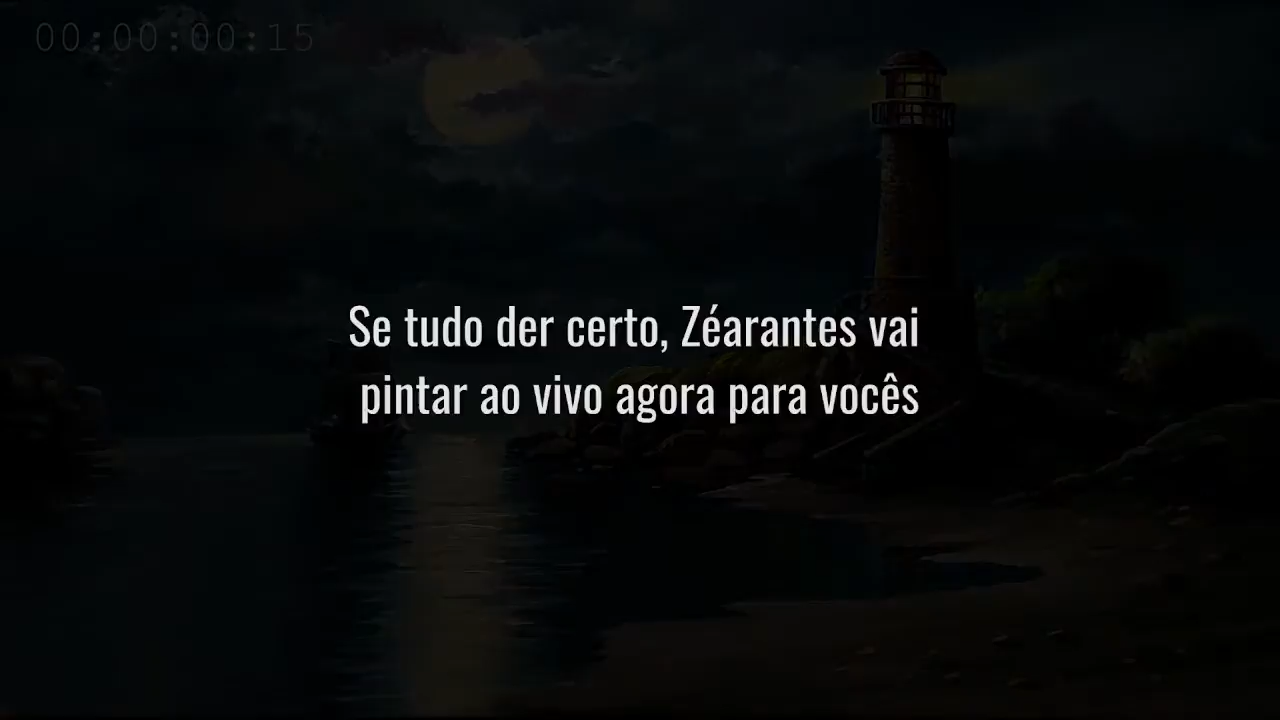 00:00:00:15
Se tudo der certo, Zéarantes vai
pintar ao vivo agora para vocês